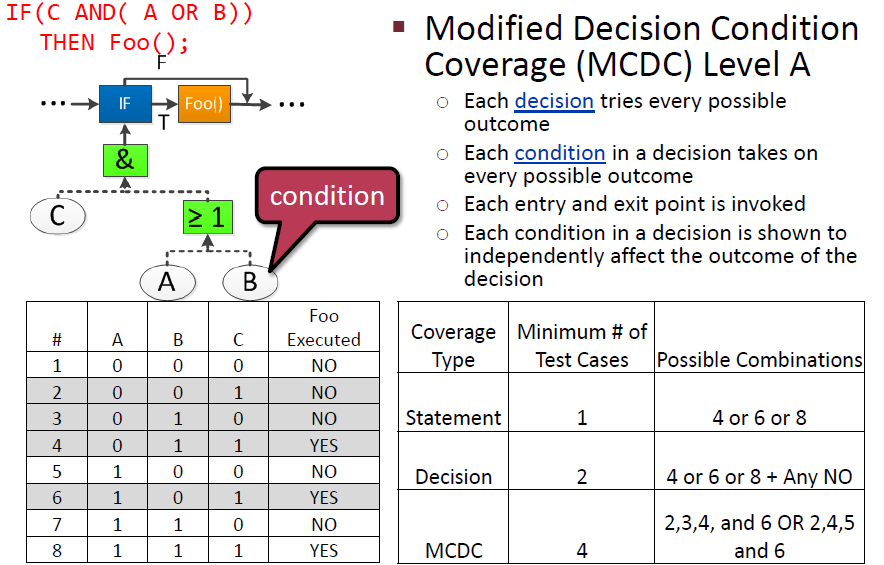 IF(C AND( A OR B))
THEN Foo();
F
IF
Foo()
T
&
C
≥ 1
A
B
condition
Modified Decision Condition
Coverage (MCDC) Level A
Each decision tries every possible
outcome
Each condition in a decision takes on
every possible outcome
Each entry and exit point is invoked
Each condition in a decision is shown to
independently affect the outcome of the
decision
# A B C Foo
Executed
1 0 0 0 NO
2 0 0 1 NO
3 0 1 0 NO
4 0 1 1 YES
5 1 0 0 NO
6 1 0 1 YES
7 1 1 0 NO
8 1 1 1 YES
Coverage
Type
Minimum # of
Test Cases
Possible Combinations
Statement 1 4 or 6 or 8
Decision 2 4 or 6 or 8 + Any NO
MCDC 4 2,3,4, and 6 OR 2,4,5
and 6